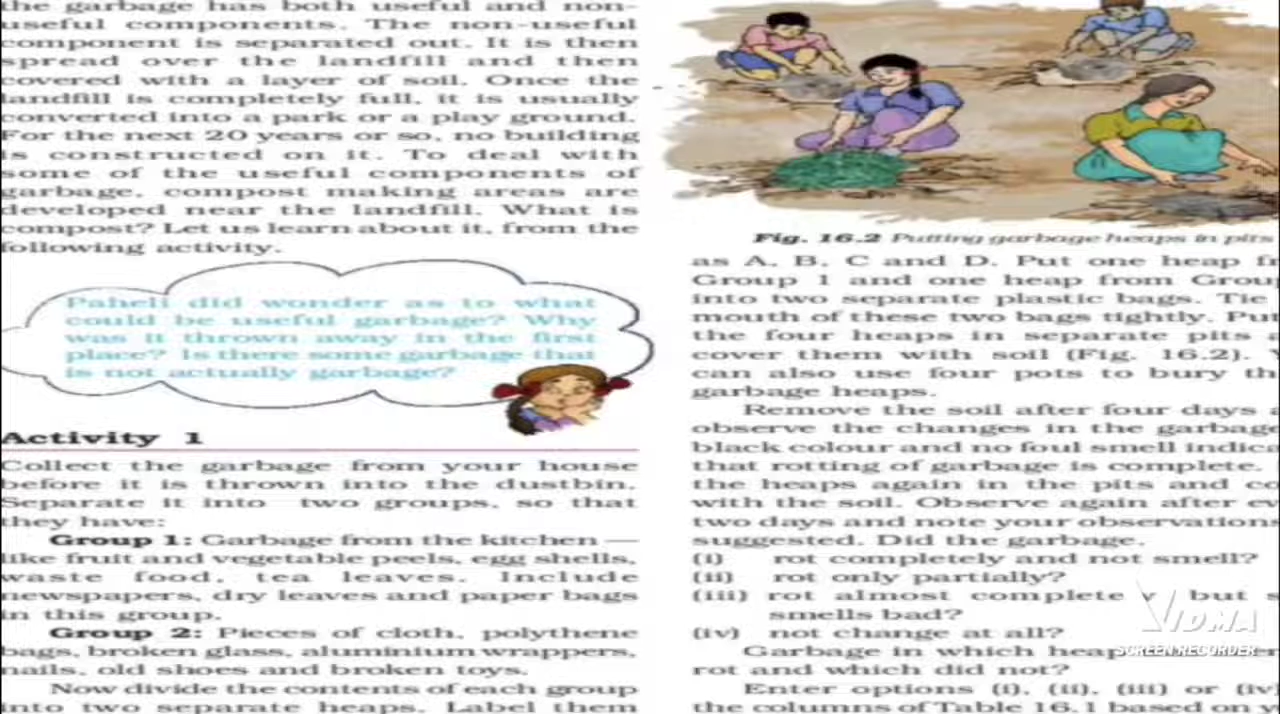 the garbage has both useful and non-
useful components. The non-useful
component is separated out. It is then
spread over the landfill and then
covered with a layer of soil. Once the
landfill is completely full, it is usually
converted into a park or a play ground.
For the next 20 years or so, no building
is constructed on it. To deal with
some of the useful components of
garbage, compost making areas are
developed near the landfill. What is
compost? Let us learn about it, from the
following activity.
Paheli did wonder as to what
could be useful garbage? Why
was it thrown away in the first
place? Is there some garbage that
is not actually garbage?
Activity 1
Collect the garbage from your house
before it is thrown into the dustbin.
Separate it into two groups, so that
they have:
Group 1: Garbage from the kitchen —
like fruit and vegetable peels, egg shells,
waste food, tea leaves. Include
newspapers, dry leaves and paper bags
in this group.
Group 2: Pieces of cloth, polythene
bags, broken glass, aluminium wrappers,
nails, old shoes and broken toys.
Now divide the contents of each group
into two separate heaps. Label them
Fig. 16.2 Putting garbage heaps in pits
as A, B, C and D. Put one heap
Group 1 and one heap from
into two separate plastic bags. Tie
mouth of these two bags tightly. Put
the four heaps in separate pits
cover them with soil (Fig. 16.2).
can also use four pots to bury
garbage heaps.
Remove the soil after four days
observe the changes in the garbage
black colour and no foul smell
that rotting of garbage is complete.
the heaps again in the pits and
with the soil. Observe again after
two days and note your observations
suggested. Did the garbage,
(i) rot completely and not smell?
(ii) rot only partially?
(iii) rot almost but
smells bad?
(iv) not change at all?
Garbage in which
rot and which did not?
Enter options (i), (ii), (iii) or (iv)
the columns of Table 16.1 based on
VIDMA
SCREEN RECORDER